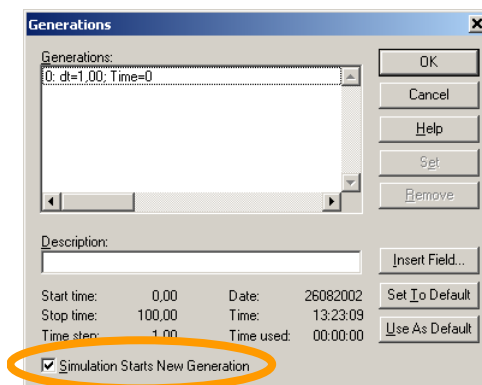 Generations
Generations:
0: dt=1,00; Time=0
OK
Cancel
Help
Set
Remove
Description:
Insert Field...
Start time: 0,00 Date: 26082002
Set To Default
Stop time: 100,00 Time: 13:23:09
Time step: 1,00 Time used: 00:00:00
Use As Default
Simulation Starts New Generation